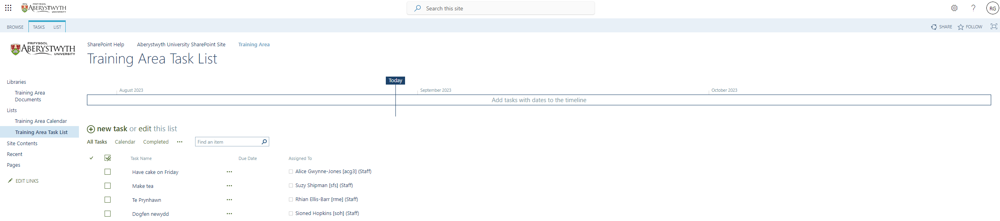 1872 PRIFYSGOL
ABERYSTWYTH
UNIVERSITY
Search this site
? RG
BROWSE TASKS LIST
SHARE FOLLOW
PRIFYSGOL
ABERYSTWYTH
UNIVERSITY
SharePoint Help Aberystwyth University SharePoint Site Training Area
Training Area Task List
Libraries
Training Area
Documents
Lists
Training Area Calendar
Training Area Task List
Site Contents
Recent
Pages
EDIT LINKS
Today
August 2023 September 2023 October 2023
Add tasks with dates to the timeline
new task or edit this list
All Tasks Calendar Completed ••• Find an item
Task Name Due Date Assigned To
Have cake on Friday ••• Alice Gwynne-Jones [acg3] (Staff)
Make tea ••• Suzy Shipman [sfs] (Staff)
Te Prynhawn ••• Rhian Ellis-Barr [rme] (Staff)
Dogfen newydd ••• Sioned Hopkins [soh] (Staff)